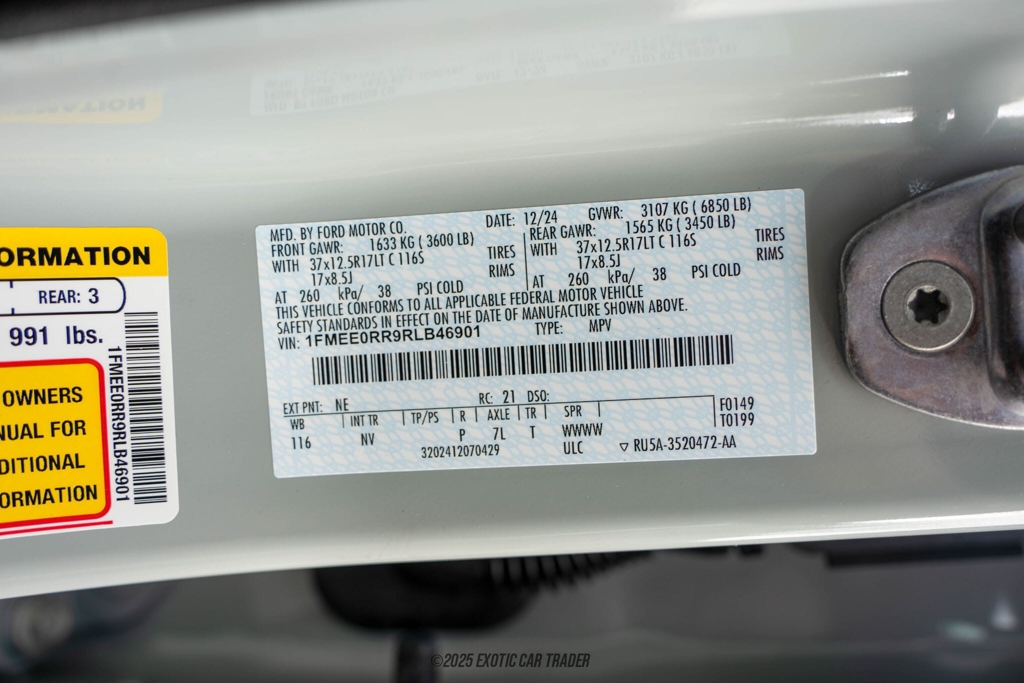 ORMATION
REAR: 3
991 lbs.
OWNERS
NUAL FOR
DITIONAL
ORMATION
1FMEE0RR9RLB46901
MFD. BY FORD MOTOR CO. DATE: 12/24 GVWR: 3107 KG ( 6850 LB)
FRONT GAWR: 1633 KG ( 3600 LB) REAR GAWR: 1565 KG ( 3450 LB)
WITH 37x12.5R17LT C 116S TIRES WITH 37x12.5R17LT C 116S TIRES
17x8.5J RIMS 17x8.5J RIMS
AT 260 kPa/ 38 PSI COLD AT 260 kPa/ 38 PSI COLD
THIS VEHICLE CONFORMS TO ALL APPLICABLE FEDERAL MOTOR VEHICLE
SAFETY STANDARDS IN EFFECT ON THE DATE OF MANUFACTURE SHOWN ABOVE.
VIN: 1FMEE0RR9RLB46901 TYPE: MPV
EXT PNT: NE RC: 21 DSO:
WB INT TR TP/PS R AXLE TR SPR F0149
116 NV P 7L T WWWW T0199
3202412070429 ULC ▽ RU5A-3520472-AA
©2025 EXOTIC CAR TRADER